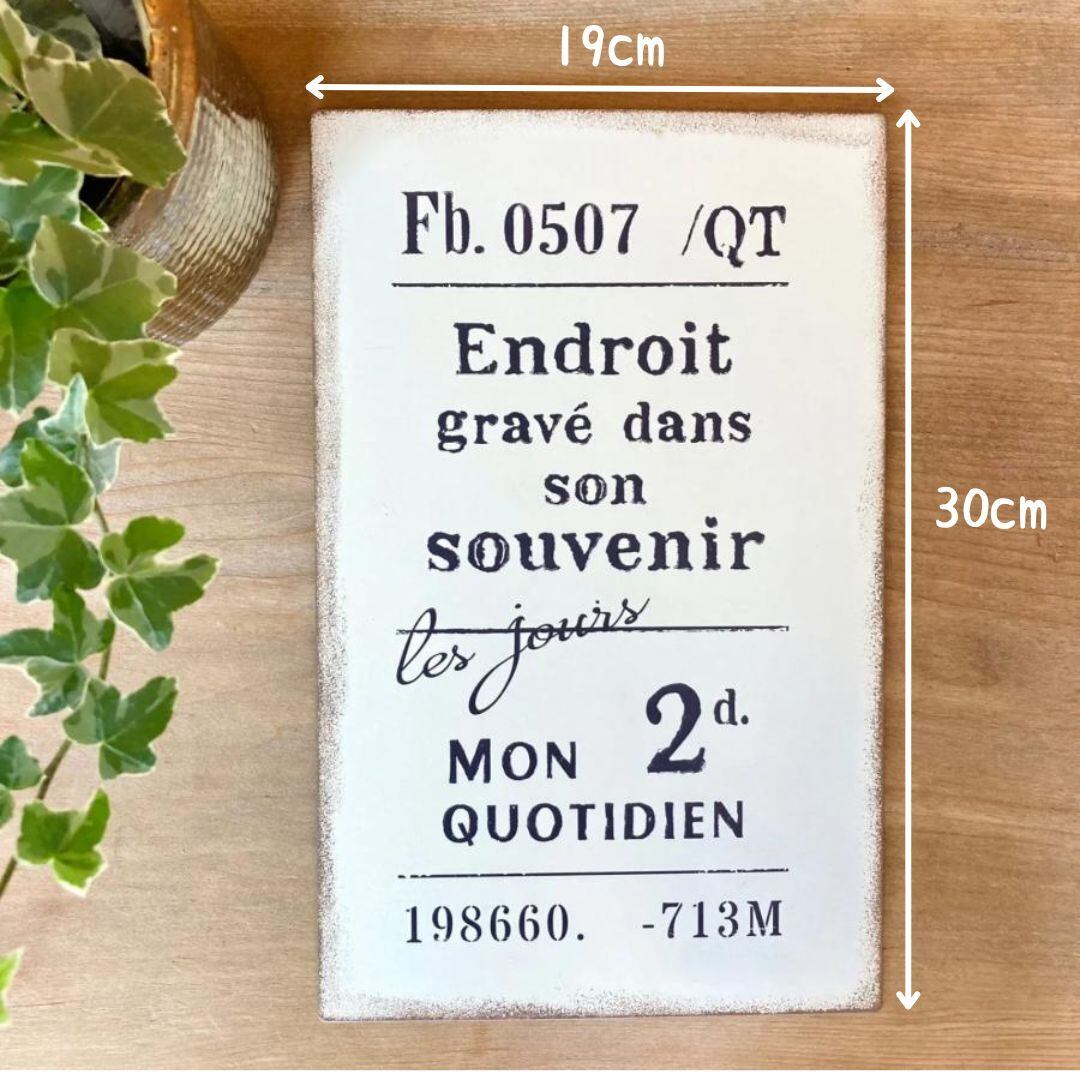 19cm
Fb. 0507 /QT
Endroit
gravé dans
son
souvenir
30cm
les jours
MON 2d.
QUOTIDIEN
198660. -713M